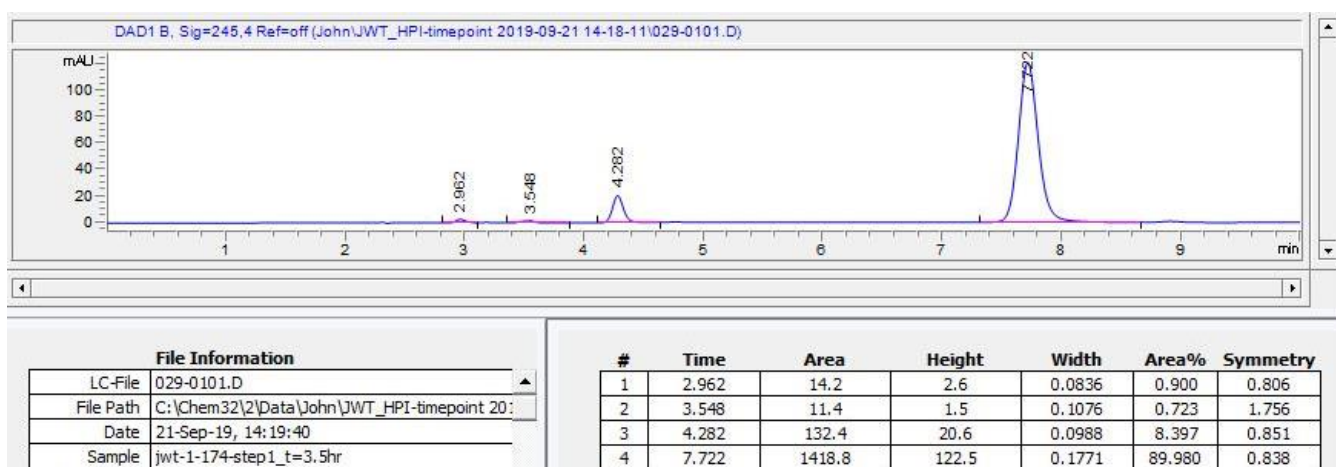 DAD1 B, Sig=245,4 Ref=off (John\JWT_HPI-timepoint 2019-09-21 14-18-11\029-0101.D)
mAU
100
80
60
40
20
0
2.962
3.548
4.282
7.722
1 2 3 4 5 6 7 8 9 min
File Information
LC-File 029-0101.D
File Path C:\Chem32\2\Data\John\JWT_HPI-timepoint 201
Date 21-Sep-19, 14:19:40
Sample jwt-1-174-step1_t=3.5hr
# Time Area Height Width Area% Symmetry
1 2.962 14.2 2.6 0.0836 0.900 0.806
2 3.548 11.4 1.5 0.1076 0.723 1.756
3 4.282 132.4 20.6 0.0988 8.397 0.851
4 7.722 1418.8 122.5 0.1771 89.980 0.838